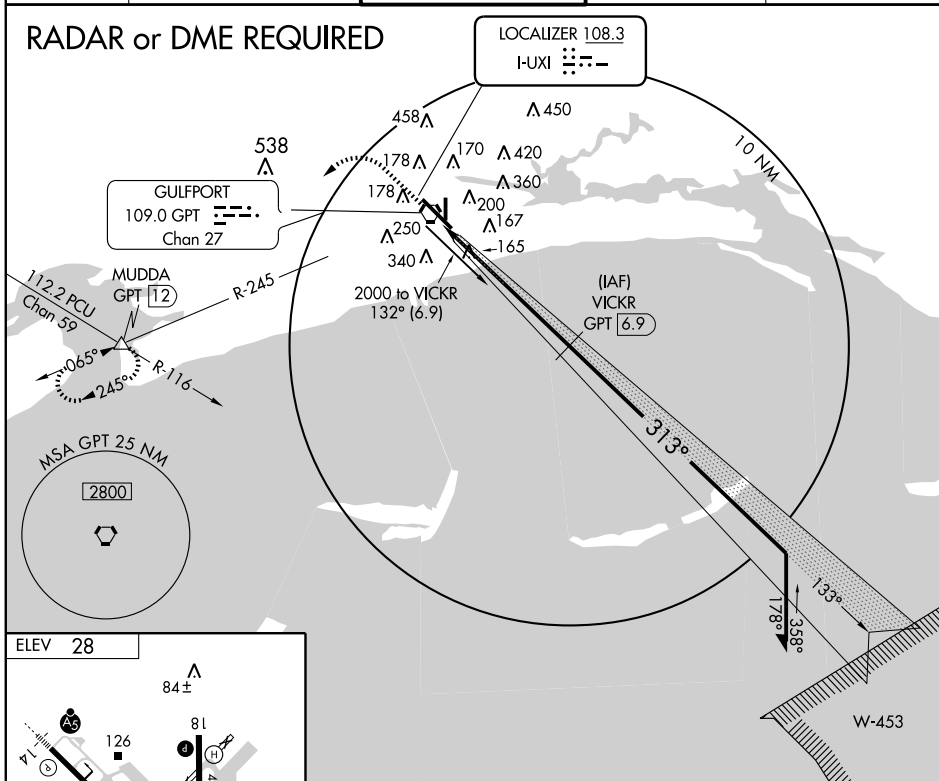 RADAR or DME REQUIRED
LOCALIZER 108.3
I-UXI
450
458
10 NM
538
178
170
420
360
GULFPORT
109.0 GPT
Chan 27
178
200
167
250
165
340
MUDDA
GPT 12
R-245
112.2 PCU
Chan 59
2000 to VICKR
132° (6.9)
(IAF)
VICKR
GPT 6.9
065°
245°
R-116
313°
MSA GPT 25 NM
2800
133°
178°
358°
W-453
ELEV 28
84±
A5
126
18
P
H
14
P
4